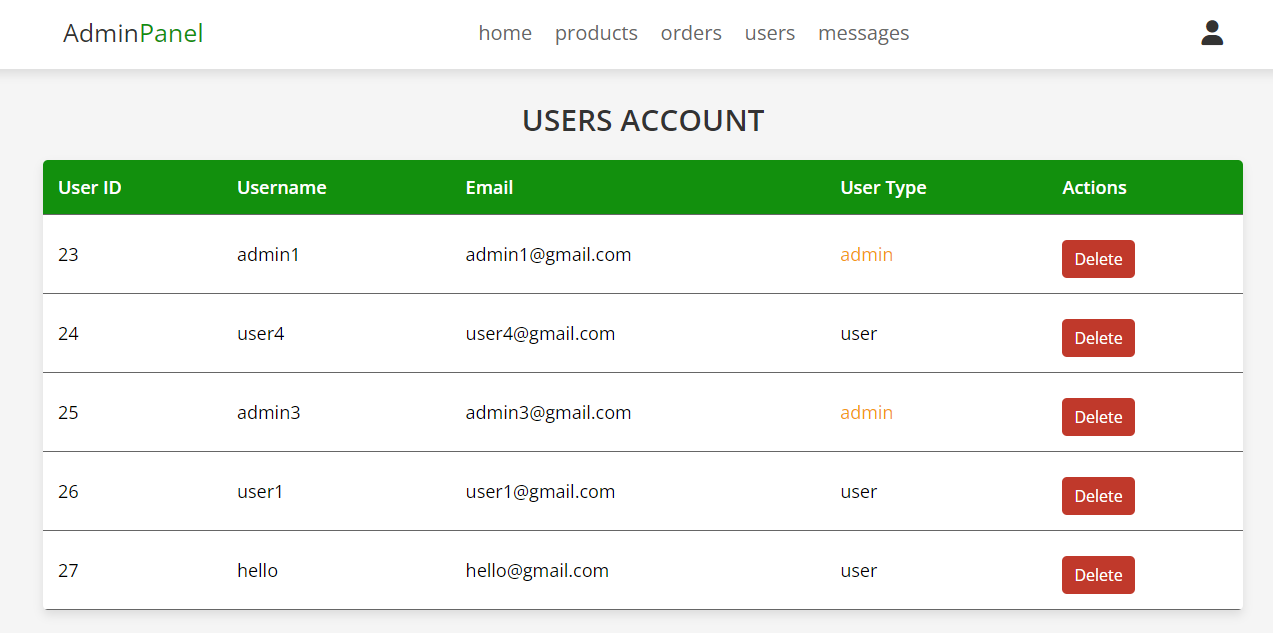 AdminPanel home products orders users messages
USERS ACCOUNT
User ID Username Email User Type Actions
23 admin1 admin1@gmail.com admin Delete
24 user4 user4@gmail.com user Delete
25 admin3 admin3@gmail.com admin Delete
26 user1 user1@gmail.com user Delete
27 hello hello@gmail.com user Delete